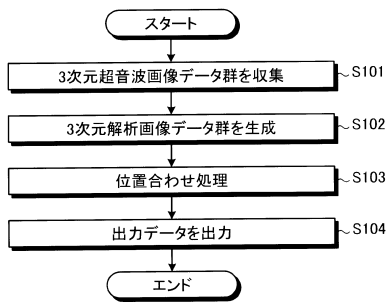 スタート
3次元超音波画像データ群を収集
S101
3次元解析画像データ群を生成
S102
位置合わせ処理
S103
出力データを出力
S104
エンド